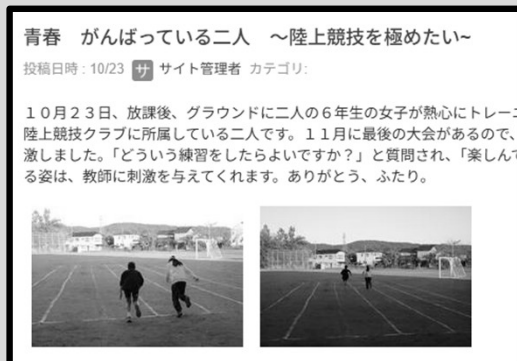 青春　がんばっている二人　～陸上競技を極めたい~
投稿日時 : 10/23 サ サイト管理者 カテゴリ:
１０月２３日、放課後、グラウンドに二人の６年生の女子が熱心にトレーニ
陸上競技クラブに所属している二人です。１１月に最後の大会があるので、
激しました。「どういう練習をしたらよいですか？」と質問され、「楽しんで
る姿は、教師に刺激を与えてくれます。ありがとう、ふたり。